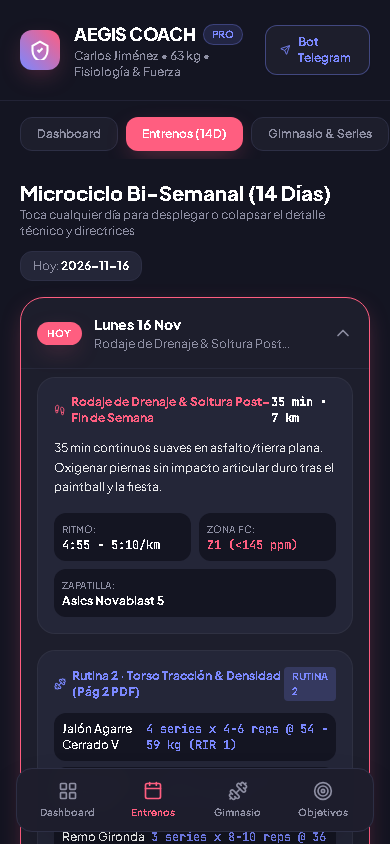 AEGIS COACH PRO
Carlos Jiménez • 63 kg •
Fisiología & Fuerza
Bot
Telegram
Dashboard
Entrenos (14D)
Gimnasio & Series
Microciclo Bi-Semanal (14 Días)
Toca cualquier día para desplegar o colapsar el detalle
técnico y directrices
Hoy: 2026-11-16
HOY
Lunes 16 Nov
Rodaje de Drenaje & Soltura Post...
Rodaje de Drenaje & Soltura Post-
Fin de Semana
35 min •
7 km
35 min continuos suaves en asfalto/tierra plana.
Oxigenar piernas sin impacto articular duro tras el
paintball y la fiesta.
RITMO:
4:55 - 5:10/km
ZONA FC:
Z1 (<145 ppm)
ZAPATILLA:
Asics Novablast 5
Rutina 2 · Torso Tracción & Densidad
(Pág 2 PDF)
RUTINA
2
Jalón Agarre
Cerrado V
4 series x 4-6 reps @ 54 -
59 kg (RIR 1)
Dashboard
Entrenos
Gimnasio
Objetivos
Remo Gironda
3 series x 8-10 reps @ 36